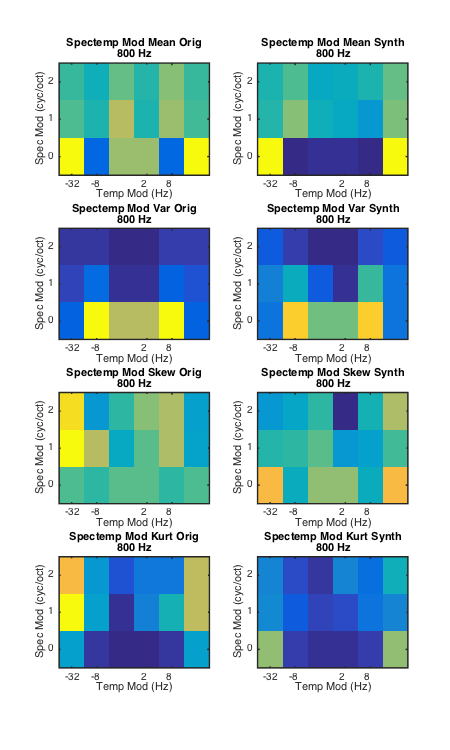 Spectemp Mod Mean Orig
800 Hz
Spec Mod (cyc/oct)
2
1
0
-32 -8 2 8
Temp Mod (Hz)
Spectemp Mod Mean Synth
800 Hz
Spec Mod (cyc/oct)
2
1
0
-32 -8 2 8
Temp Mod (Hz)
Spectemp Mod Var Orig
800 Hz
Spec Mod (cyc/oct)
2
1
0
-32 -8 2 8
Temp Mod (Hz)
Spectemp Mod Var Synth
800 Hz
Spec Mod (cyc/oct)
2
1
0
-32 -8 2 8
Temp Mod (Hz)
Spectemp Mod Skew Orig
800 Hz
Spec Mod (cyc/oct)
2
1
0
-32 -8 2 8
Temp Mod (Hz)
Spectemp Mod Skew Synth
800 Hz
Spec Mod (cyc/oct)
2
1
0
-32 -8 2 8
Temp Mod (Hz)
Spectemp Mod Kurt Orig
800 Hz
Spec Mod (cyc/oct)
2
1
0
-32 -8 2 8
Temp Mod (Hz)
Spectemp Mod Kurt Synth
800 Hz
Spec Mod (cyc/oct)
2
1
0
-32 -8 2 8
Temp Mod (Hz)